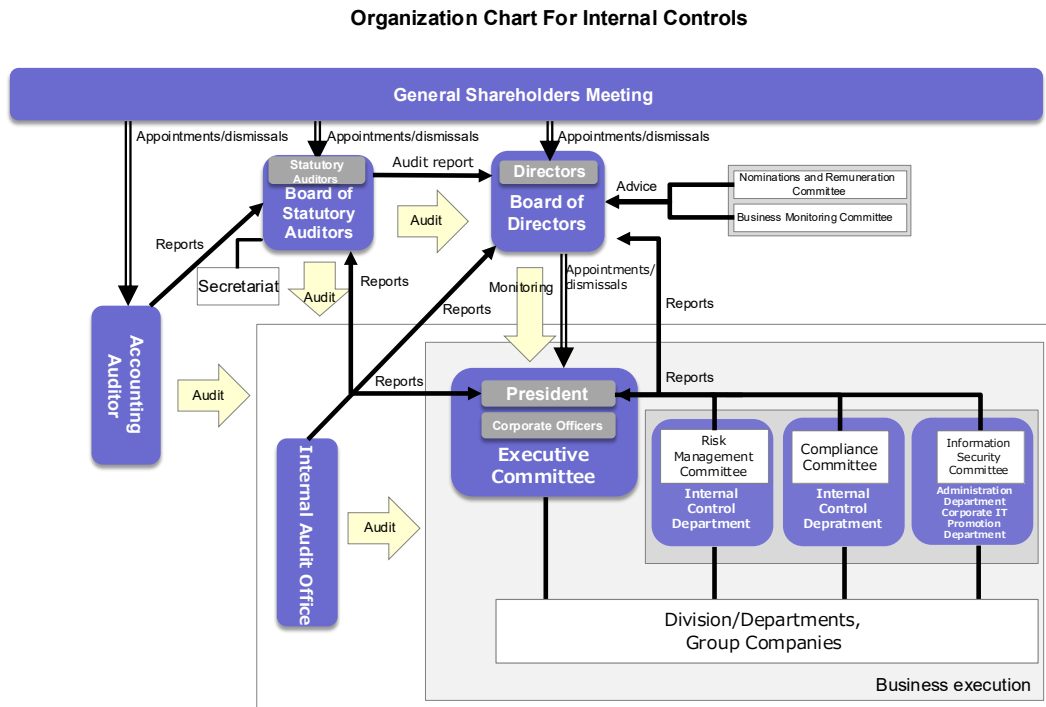 Organization Chart For Internal Controls
General Shareholders Meeting
Appointments/dismissals
Appointments/dismissals
Appointments/dismissals
Statutory
Auditors
Board of
Statutory
Auditors
Audit report
Directors
Board of
Directors
Advice
Nominations and Remuneration
Committee
Business Monitoring Committee
Audit
Reports
Secretariat
Audit
Reports
Reports
Monitoring
Appointments/
dismissals
Reports
Accounting
Auditor
Audit
Reports
President
Corporate Officers
Executive
Committee
Reports
Risk
Management
Committee
Internal
Control
Department
Compliance
Committee
Internal
Control
Depratment
Information
Security
Committee
Administration
Department
Corporate IT
Promotion
Department
Internal Audit Office
Audit
Division/Departments,
Group Companies
Business execution